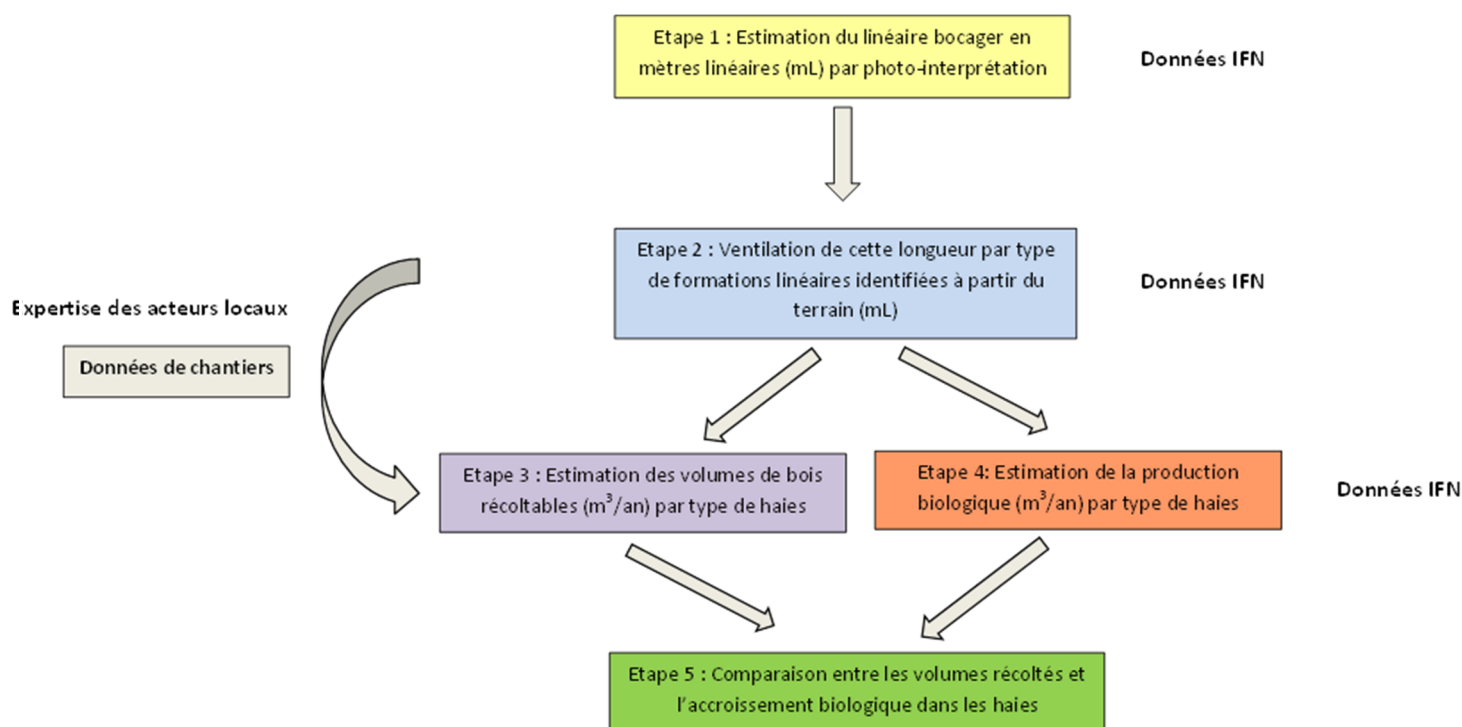 Etape 1 : Estimation du linéaire bocager en
mètres linéaires (mL) par photo-interprétation
Données IFN
Etape 2 : Ventilation de cette longueur par type
de formations linéaires identifiées à partir du
terrain (mL)
Données IFN
Expertise des acteurs locaux
Données de chantiers
Etape 3 : Estimation des volumes de bois
récoltables (m³/an) par type de haies
Etape 4: Estimation de la production
biologique (m³/an) par type de haies
Données IFN
Etape 5 : Comparaison entre les volumes récoltés et
l'accroissement biologique dans les haies